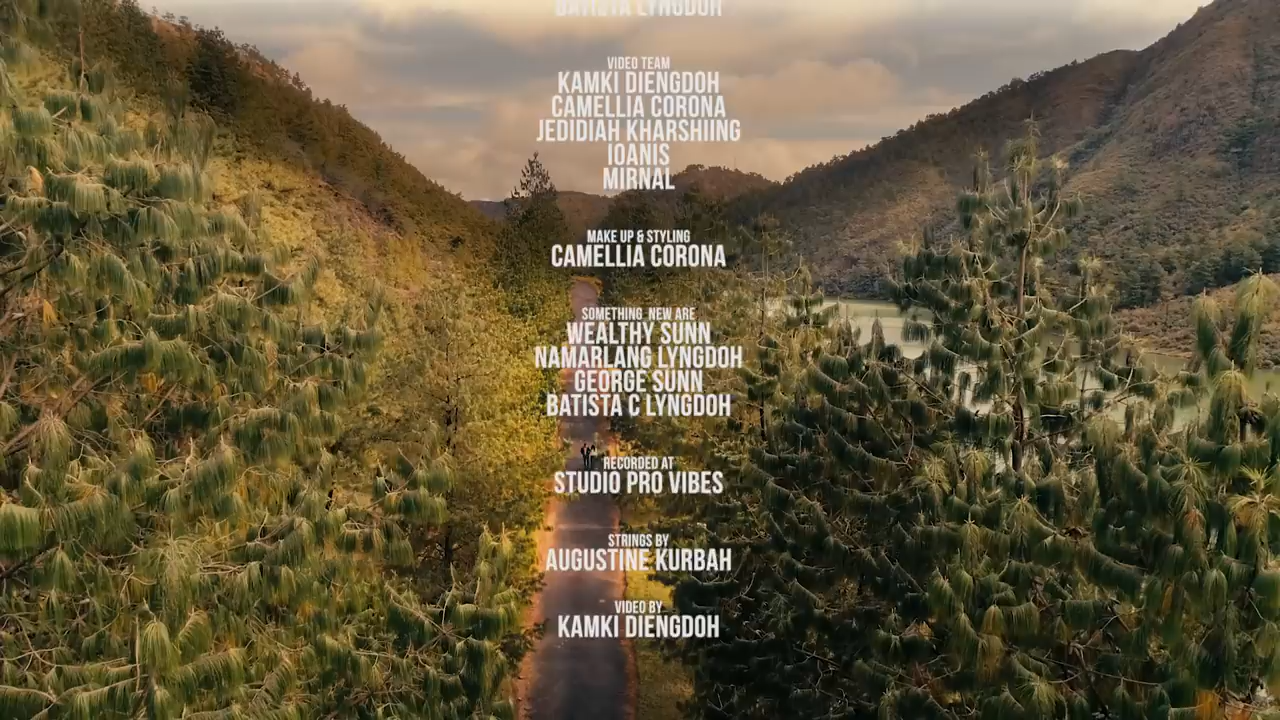 BATISTA LYNGDOH
VIDEO TEAM
KAMKI DIENGDOH
CAMELLIA CORONA
JEDIDIAH KHARSHIING
IOANIS
MIRNAL
MAKE UP & STYLING
CAMELLIA CORONA
SOMETHING NEW ARE
WEALTHY SUNN
NAMARLANG LYNGDOH
GEORGE SUNN
BATISTA C LYNGDOH
RECORDED AT
STUDIO PRO VIBES
STRINGS BY
AUGUSTINE KURBAH
VIDEO BY
KAMKI DIENGDOH